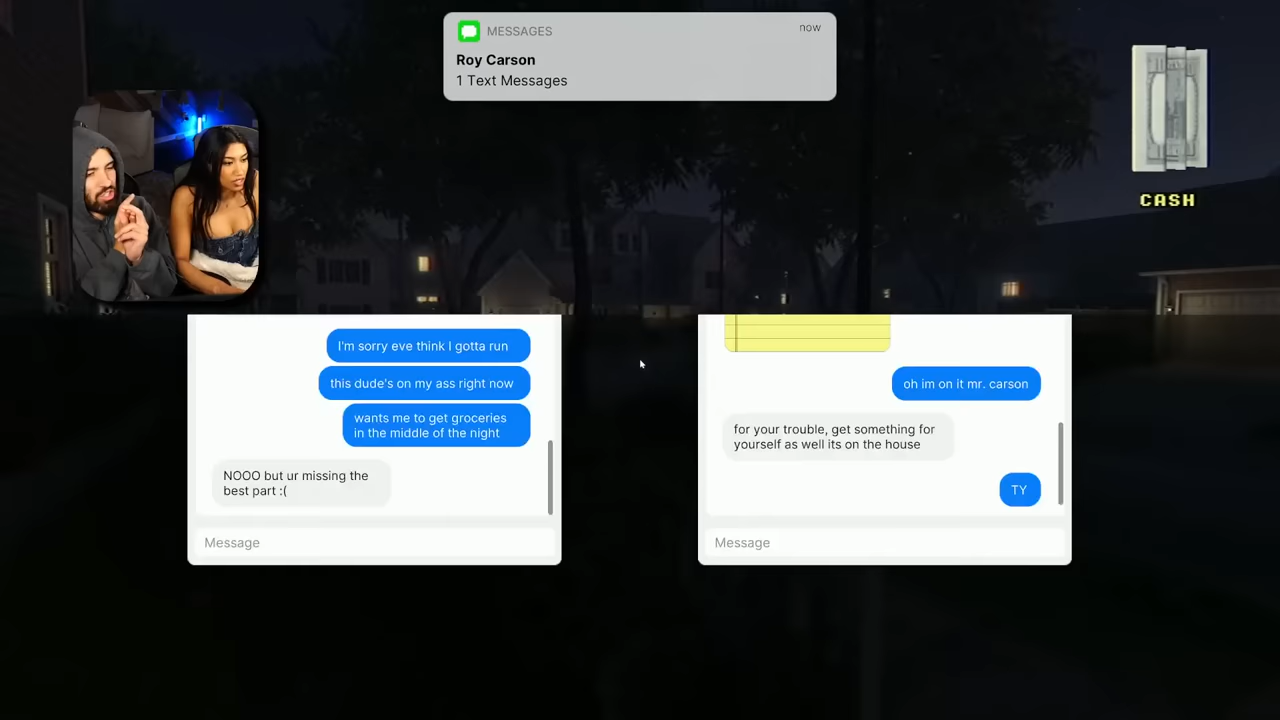 MESSAGES
now
Roy Carson
1 Text Messages
CASH
I'm sorry eve think I gotta run
this dude's on my ass right now
wants me to get groceries
in the middle of the night
NOOO but ur missing the
best part :(
Message
oh im on it mr. carson
for your trouble, get something for
yourself as well its on the house
TY
Message